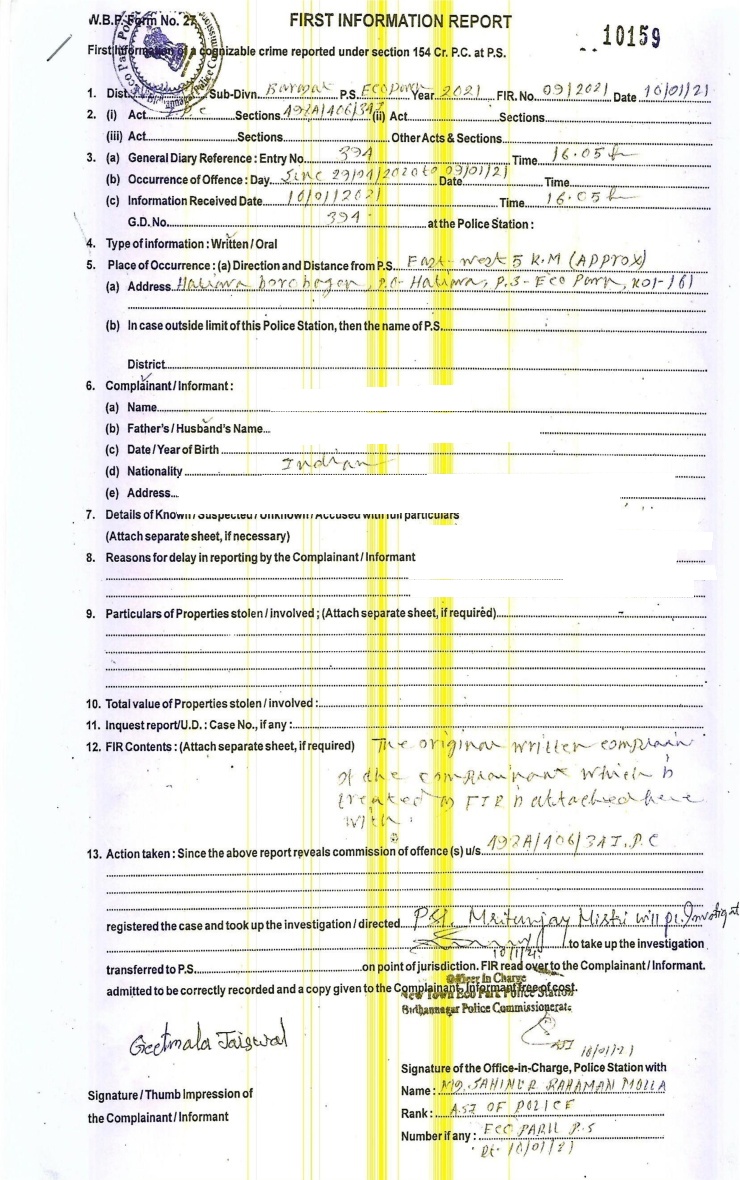 W.B.P. Form No. 27
FIRST INFORMATION REPORT
10159
First Information of a cognizable crime reported under section 154 Cr. P.C. at P.S.
1. Dist. Sub-Divn. Barasat P.S. Ecopark Year 2021 FIR. No. 09/2021 Date 10/01/21
2. (i) Act Sections 498A/406/34 (ii) Act Sections
(iii) Act Sections Other Acts & Sections
3. (a) General Diary Reference : Entry No. 394 Time 16.05 h
(b) Occurrence of Offence : Day Sinc 29/01/2020 to 09/01/21 Date Time
(c) Information Received Date 10/01/2021 Time 16.05 h
G.D. No. 394 at the Police Station :
4. Type of information : Written / Oral
5. Place of Occurrence : (a) Direction and Distance from P.S. East-West 5 K.M (APPROX)
(a) Address P.O- P.S- Eco Park, Kol-161
(b) In case outside limit of this Police Station, then the name of P.S.
District
6. Complainant / Informant :
(a) Name
(b) Father's / Husband's Name
(c) Date / Year of Birth
(d) Nationality Indian
(e) Address
7. Details of Known / Suspected / Unknown / Accused with full particulars
(Attach separate sheet, if necessary)
8. Reasons for delay in reporting by the Complainant / Informant
9. Particulars of Properties stolen / involved ; (Attach separate sheet, if required) -
10. Total value of Properties stolen / involved :
11. Inquest report/U.D. : Case No., if any :
12. FIR Contents : (Attach separate sheet, if required) The original written complain
of the complainant which is
treated as FIR is attached here
with.
13. Action taken : Since the above report reveals commission of offence (s) u/s 498A/406/34 I.P.C
registered the case and took up the investigation / directed PSI. Mritunjay Mistri will pl. Investigat
10/1/21 to take up the investigation
transferred to P.S. on point of jurisdiction. FIR read over to the Complainant / Informant.
admitted to be correctly recorded and a copy given to the Complainant, Informant free of cost.
Officer in Charge
New Town Eco Park Police Station
Bidhannagar Police Commissionerate
Geetmala Jaiswal
ASI 10/01/21
Signature / Thumb Impression of
the Complainant / Informant
Signature of the Office-in-Charge, Police Station with
Name : MD. SAHINUR RAHAMAN MOLLA
Rank : ASI OF POLICE
Number if any : ECO PARK P.S
Dt. 10/01/21